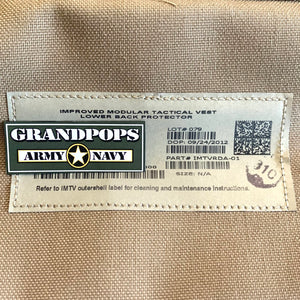 IMPROVED MODULAR TACTICAL VEST
LOWER BACK PROTECTOR
LOT# 079
DOP: 09/24/2012
PART# IMTVRDA-01
SIZE: N/A
Refer to IMTV outershell label for cleaning and maintenance instructions.
GRANDPOPS
ARMY NAVY
310